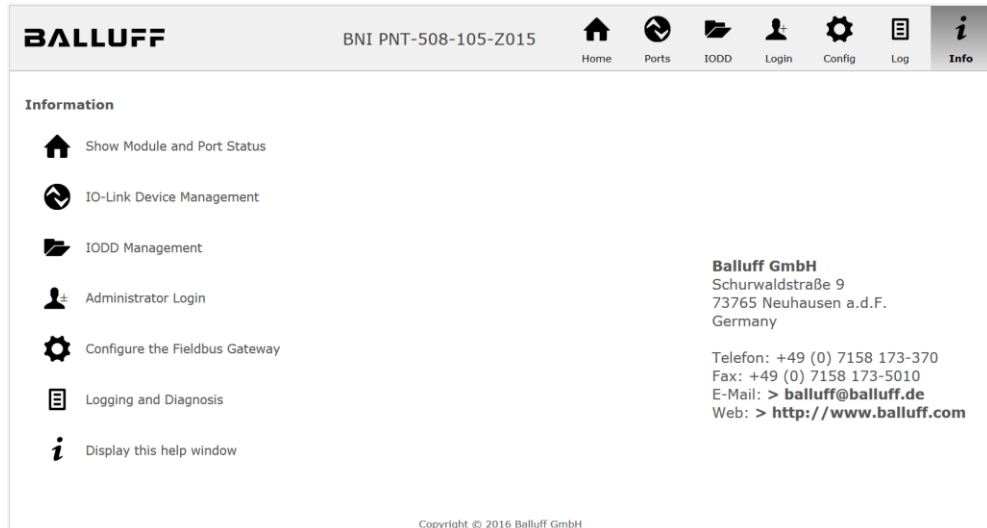 BALLUFF
BNI PNT-508-105-Z015
Home
Ports
IODD
Login
Config
Log
Info
Information
Show Module and Port Status
IO-Link Device Management
IODD Management
Administrator Login
Configure the Fieldbus Gateway
Logging and Diagnosis
Display this help window
Balluff GmbH
Schurwaldstraße 9
73765 Neuhausen a.d.F.
Germany
Telefon: +49 (0) 7158 173-370
Fax: +49 (0) 7158 173-5010
E-Mail: > balluff@balluff.de
Web: > http://www.balluff.com
Copyright © 2016 Balluff GmbH